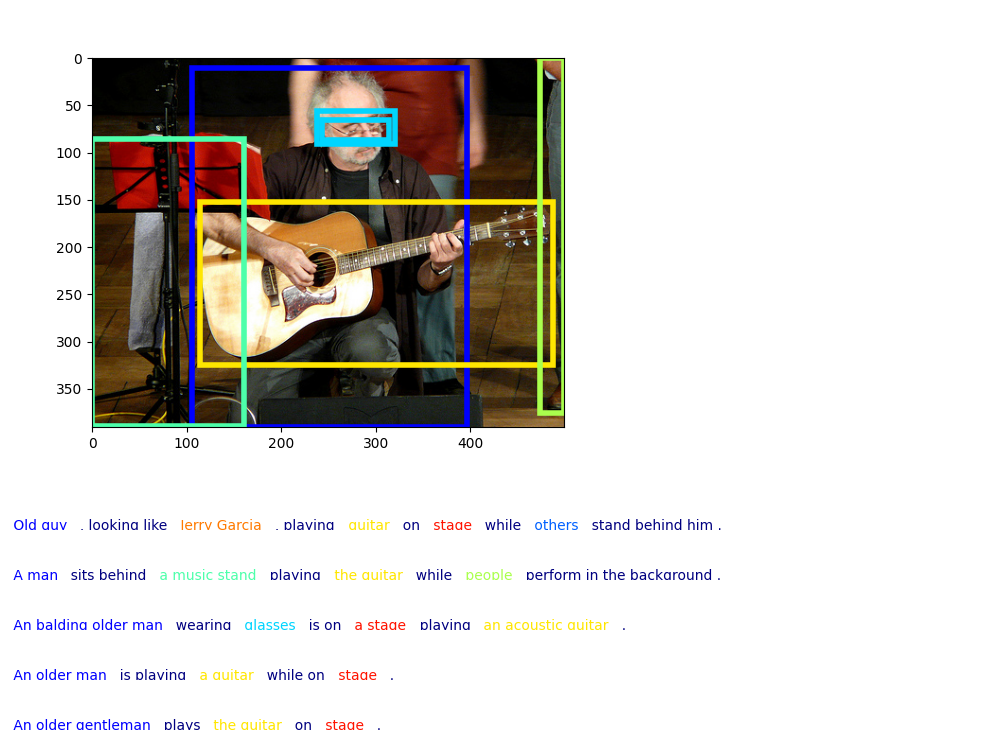 0
50
100
150
200
250
300
350
0 100 200 300 400
Old guy , looking like Jerry Garcia , playing guitar on stage while others stand behind him .
A man sits behind a music stand playing the guitar while people perform in the background .
An balding older man wearing glasses is on a stage playing an acoustic guitar .
An older man is playing a guitar while on stage .
An older gentleman plays the guitar on stage .